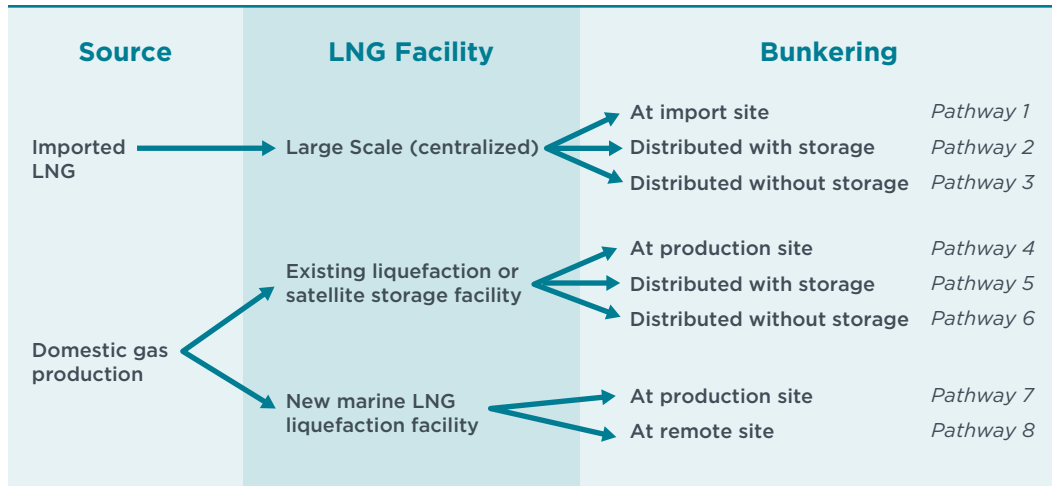 Source
LNG Facility
Bunkering
Imported
LNG
Large Scale (centralized)
At import site
Pathway 1
Distributed with storage
Pathway 2
Distributed without storage
Pathway 3
Domestic gas
production
Existing liquefaction or
satellite storage facility
At production site
Pathway 4
Distributed with storage
Pathway 5
Distributed without storage
Pathway 6
New marine LNG
liquefaction facility
At production site
Pathway 7
At remote site
Pathway 8